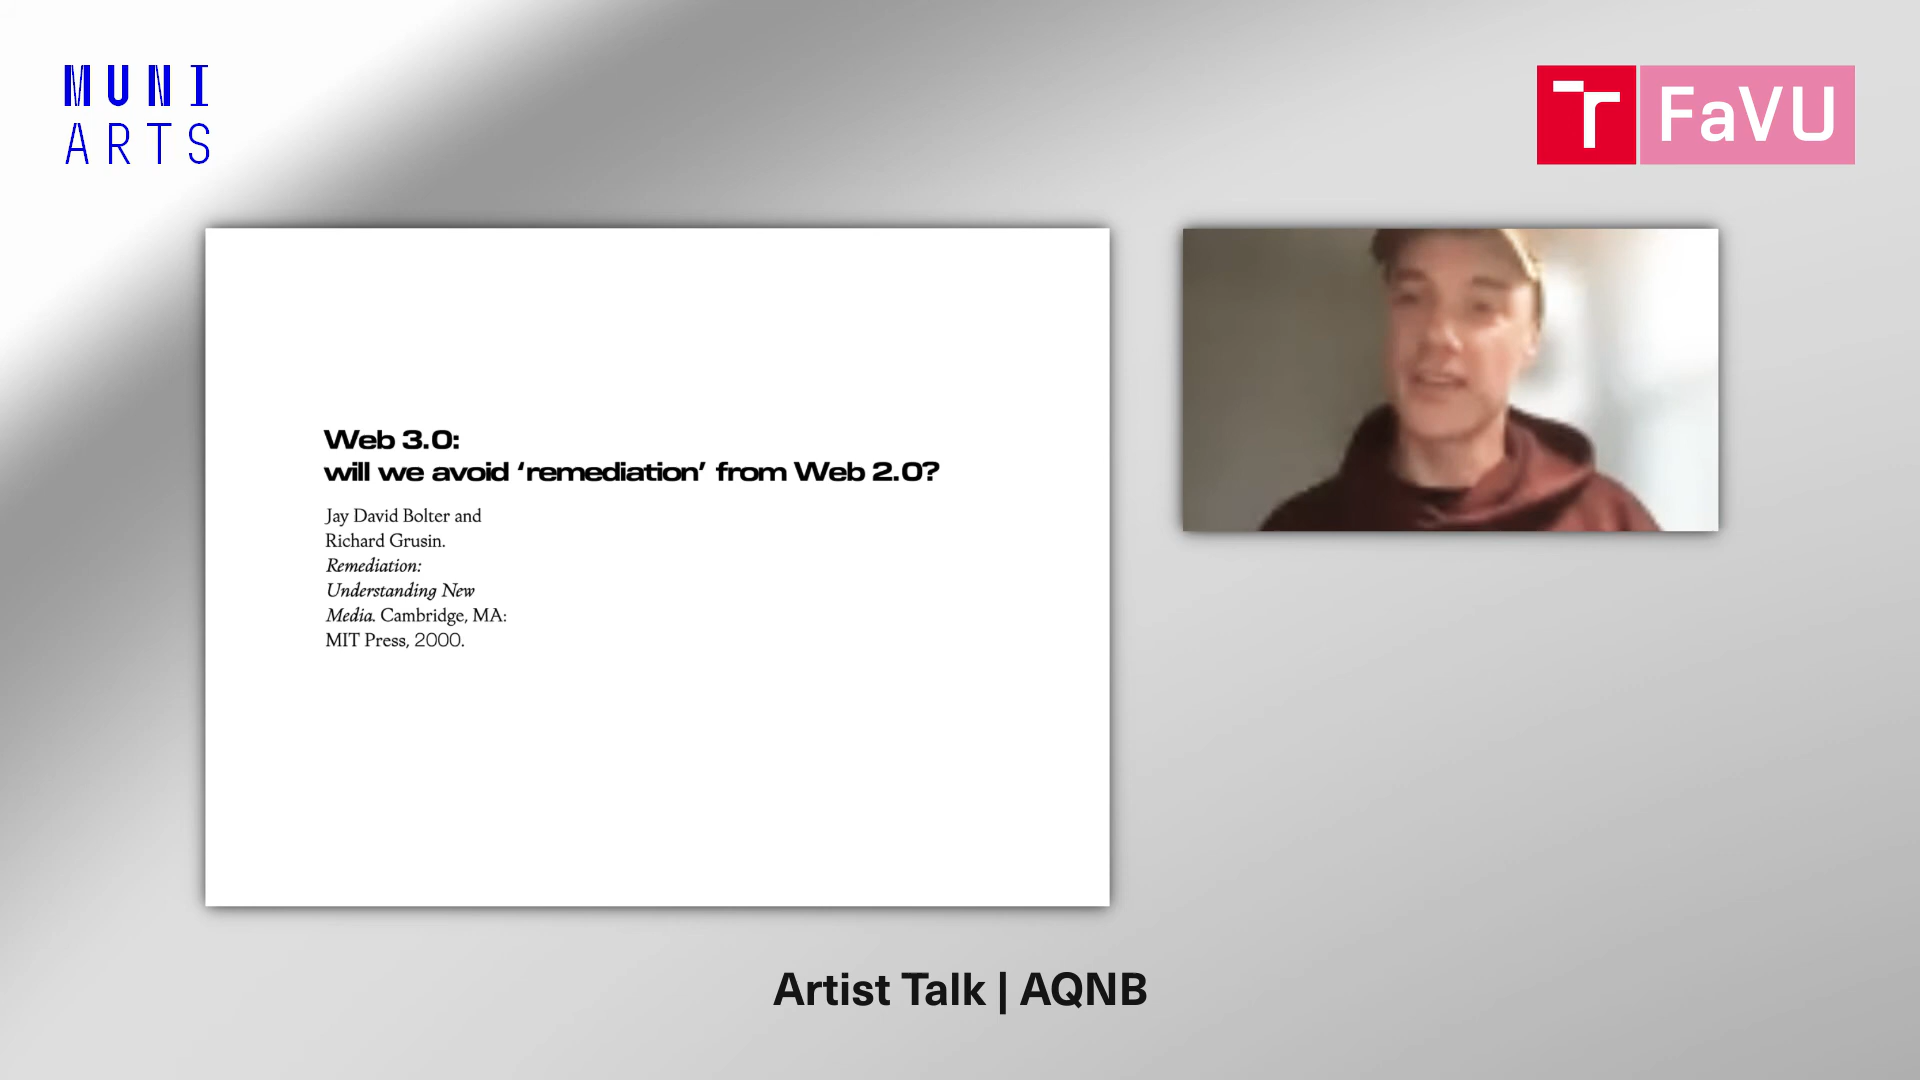 MUNI
ARTS
FaVU
Web 3.0:
will we avoid ‘remediation’ from Web 2.0?
Jay David Bolter and
Richard Grusin.
Remediation:
Understanding New
Media. Cambridge, MA:
MIT Press, 2000.
Artist Talk | AQNB